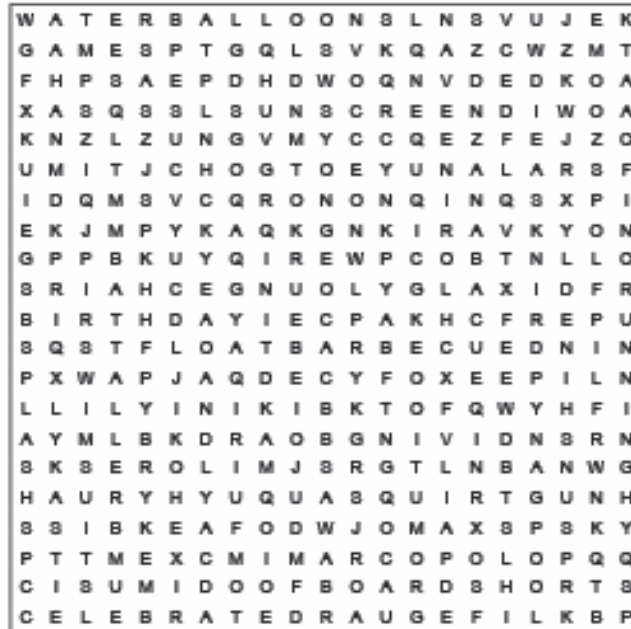 W A T E R B A L L O O N S L N S V U J E K
G A M E S P T G Q L S V K Q A Z C W Z M T
F H P S A E P D H D W O Q N V D E D K O A
X A S Q S S L S U N S C R E E N D I W O A
K N Z L Z U N G V M Y C C Q E Z F E J Z O
U M I T J C H O G T O E Y U N A L A R S F
I D Q M S V C Q R O N O N Q I N Q S X P I
E K J M P Y K A Q K G N K I R A V K Y O N
G P P B K U Y Q I R E W P C O B T N L L O
S R I A H C E G N U O L Y G L A X I D F R
B I R T H D A Y I E C P A K H C F R E P U
S Q S T F L O A T B A R B E C U E D N I N
P X W A P J A Q D E C Y F O X E E P I L N
L L I L Y I N I K I B K T O F Q W Y H F I
A Y M L B K D R A O B G N I V I D N S R N
S K S E R O L I M J S R G T L N B A N W G
H A U R Y H Y U Q U A S Q U I R T G U N H
S S I B K E A F O D W J O M A X S P S K Y
P T T M E X C M I M A R C O P O L O P Q Q
C I S U M I D O O F B O A R D S H O R T S
C E L E B R A T E D R A U G E F I L K B P